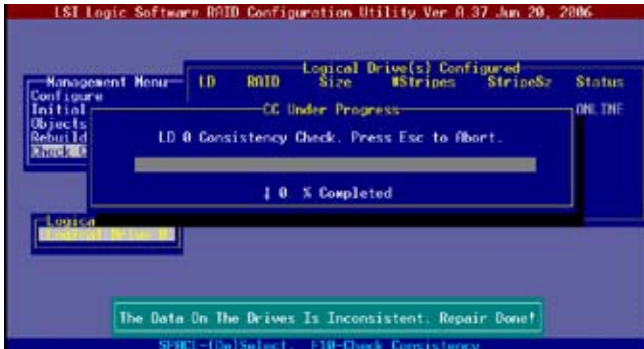 LSI Logic Software RAID Configuration Utility Ver A.37 Jun 20, 2006
Logical Drive(s) Configured
LD RAID Size #Stripes StripeSz Status
ONLINE
Management Menu
Configure
Initial
Objects
Rebuild
Check C
CC Under Progress
LD 0 Consistency Check. Press Esc to Abort.
0 % Completed
Logica
Logical Drive 0
The Data On The Drives Is Inconsistent. Repair Done!
SPACE-(De)Select, F10-Check Consistency